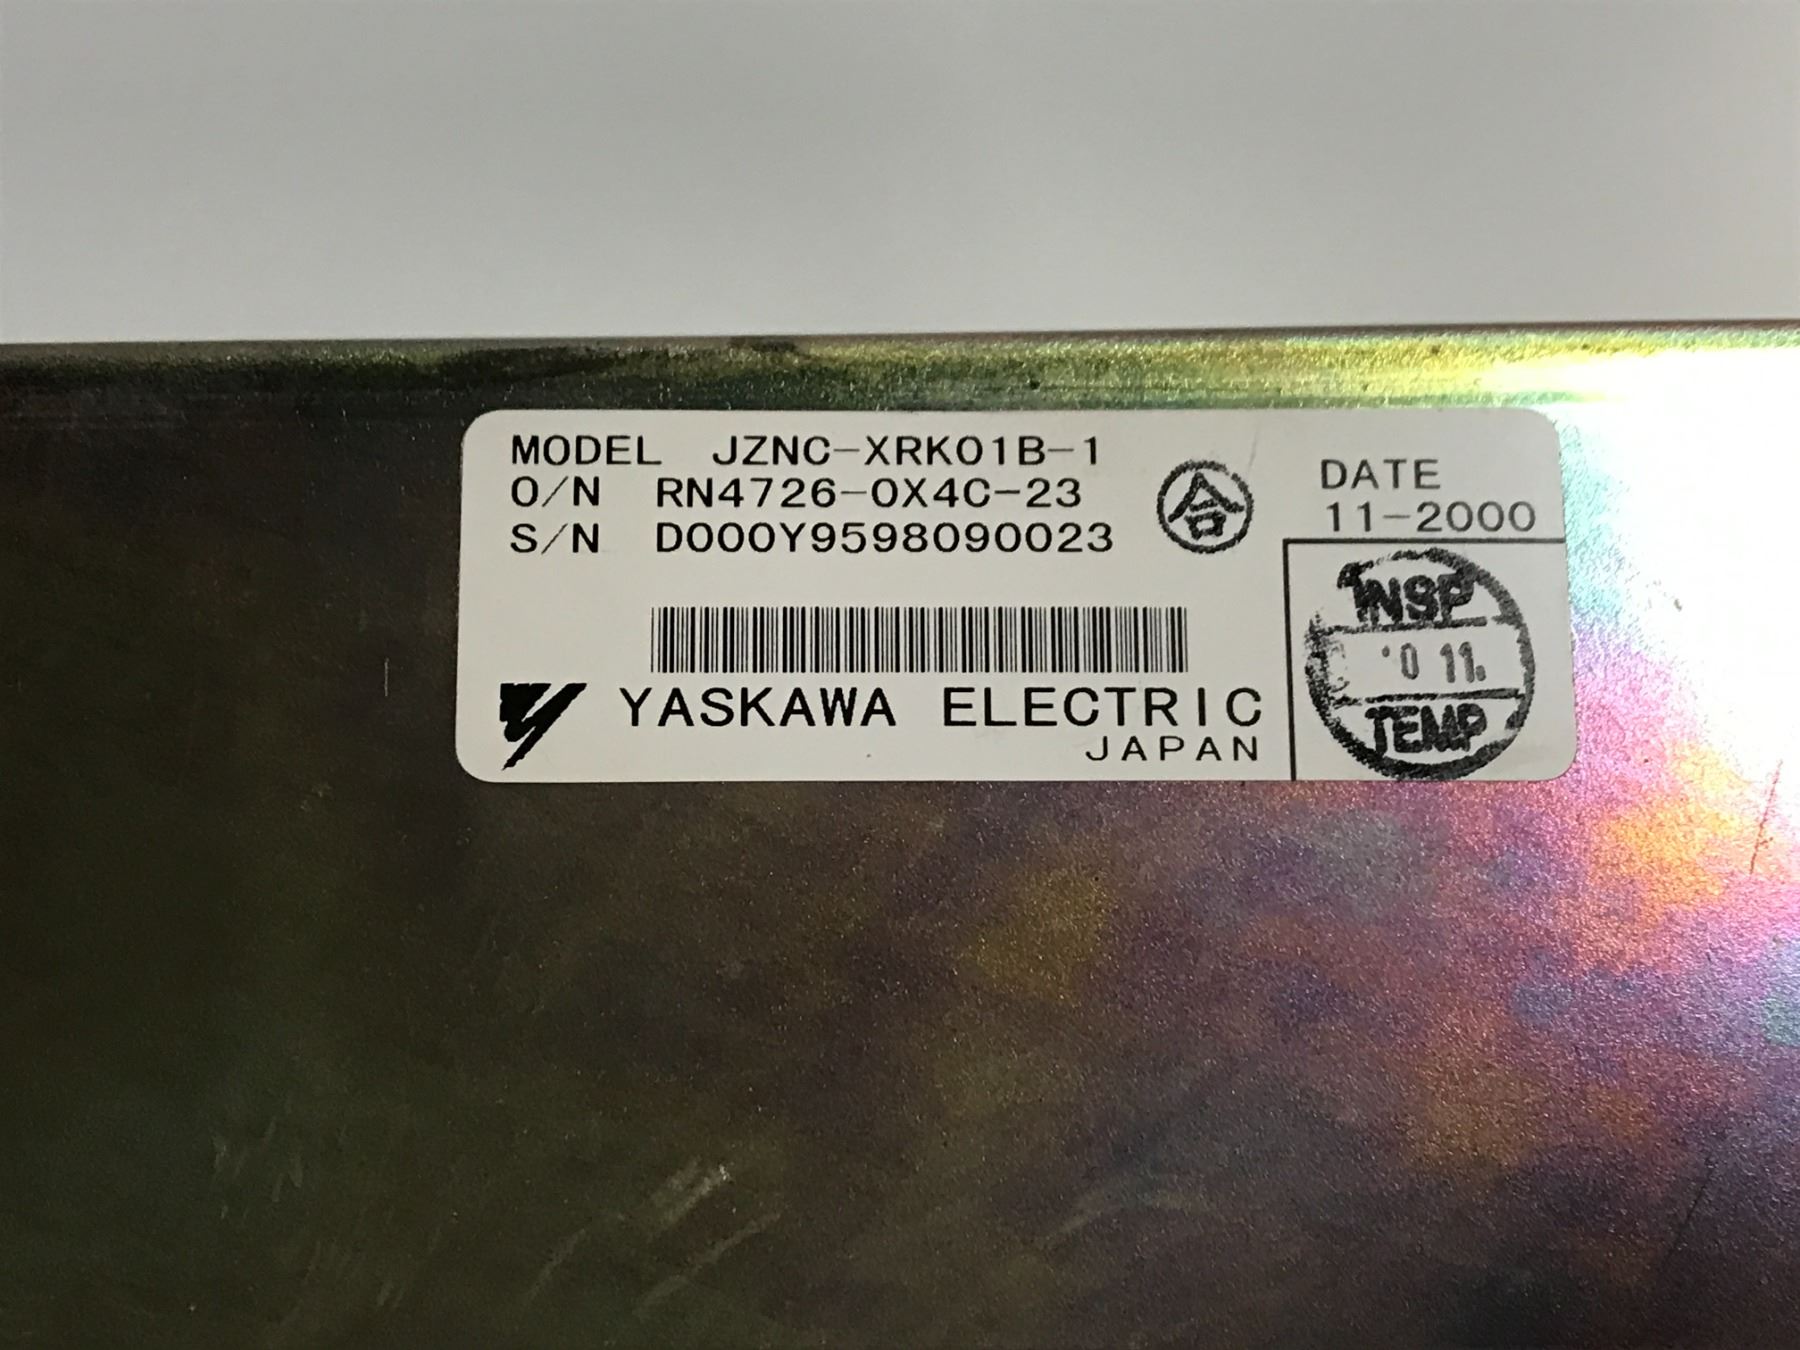 MODEL JZNC-XRK01B-1
O/N RN4726-0X4C-23
S/N D000Y9598090023
合
DATE
11-2000
INSP
'0 11.
TEMP
YASKAWA ELECTRIC
JAPAN